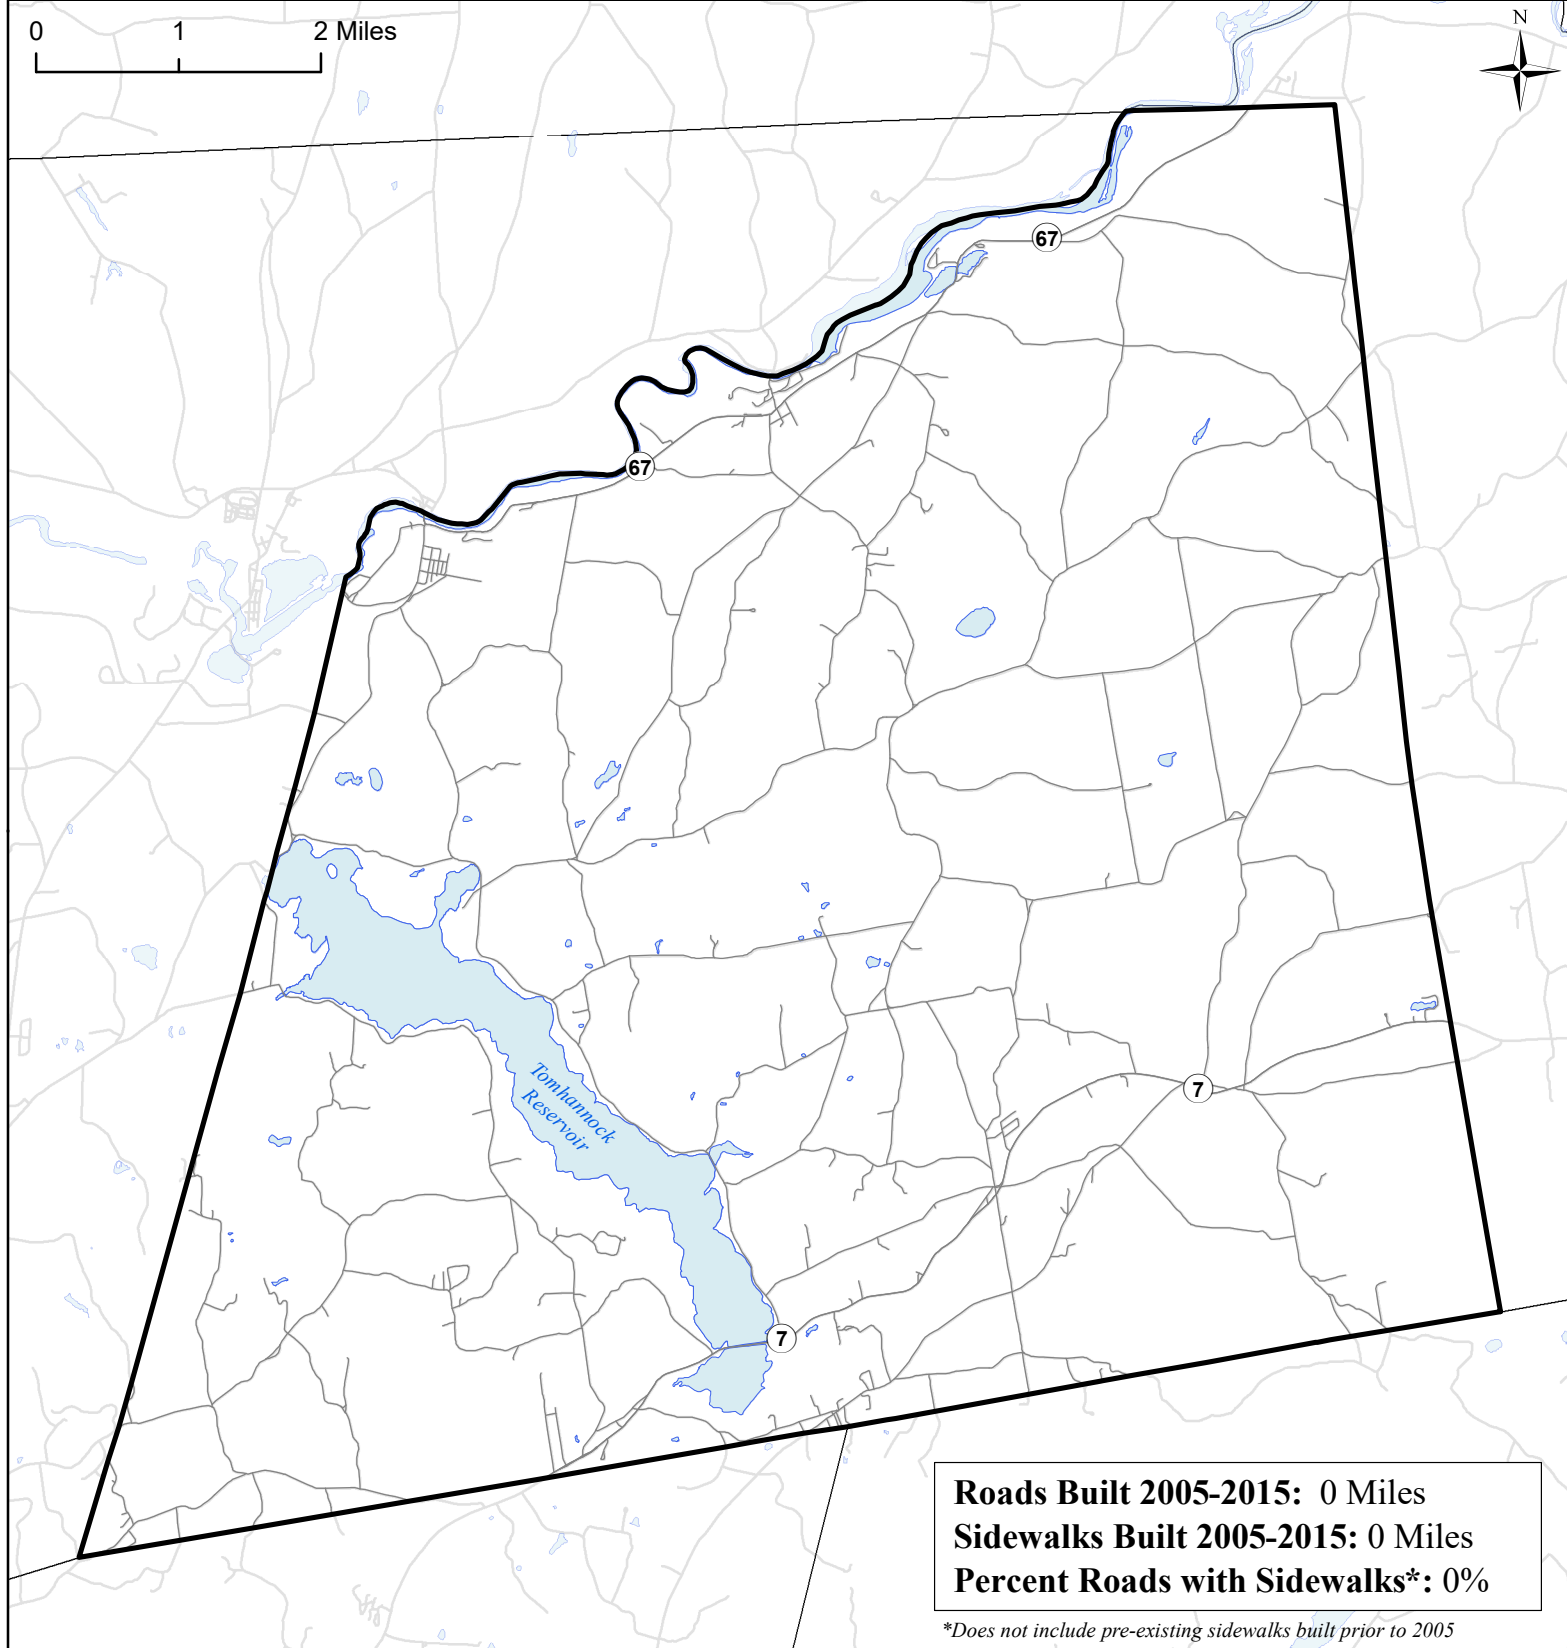 0 1 2 Miles
N
67
67
Tomhannock
Reservoir
7
7
Roads Built 2005-2015: 0 Miles
Sidewalks Built 2005-2015: 0 Miles
Percent Roads with Sidewalks*: 0%
*Does not include pre-existing sidewalks built prior to 2005